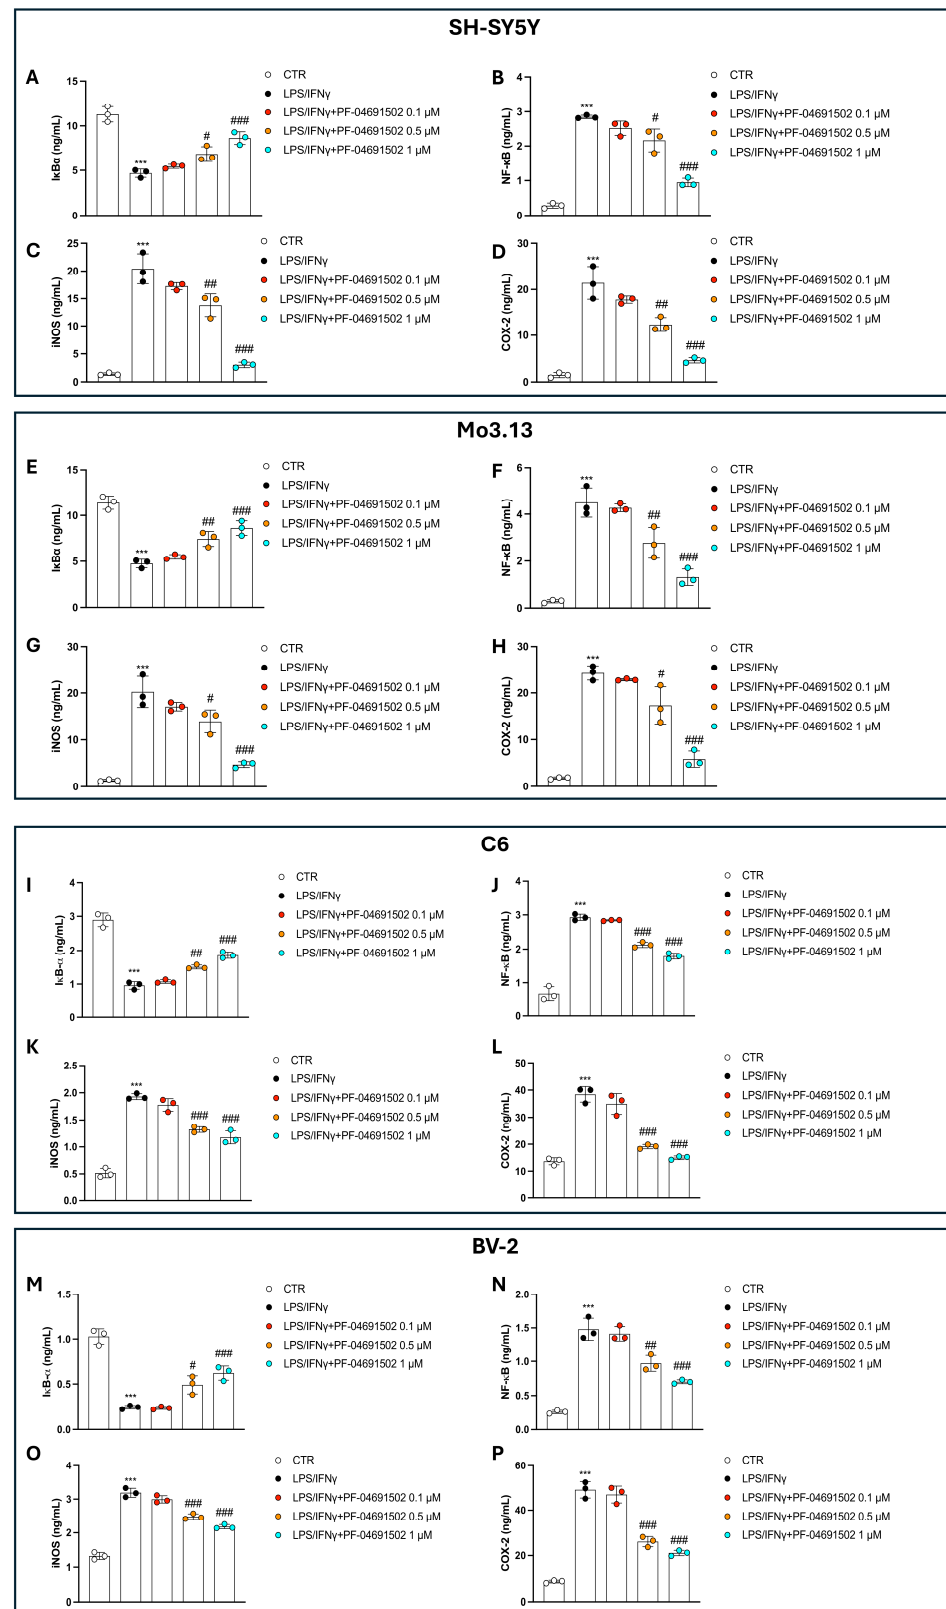 SH-SY5Y
A
IκBα (ng/mL)
15
10
5
0
***
#
###
CTR
LPS/IFNγ
LPS/IFNγ+PF-04691502 0.1 µM
LPS/IFNγ+PF-04691502 0.5 µM
LPS/IFNγ+PF-04691502 1 µM
B
NF-κB (ng/mL)
4
3
2
1
0
***
#
###
CTR
LPS/IFNγ
LPS/IFNγ+PF-04691502 0.1 µM
LPS/IFNγ+PF-04691502 0.5 µM
LPS/IFNγ+PF-04691502 1 µM
C
iNOS (ng/mL)
25
20
15
10
5
0
***
##
###
CTR
LPS/IFNγ
LPS/IFNγ+PF-04691502 0.1 µM
LPS/IFNγ+PF-04691502 0.5 µM
LPS/IFNγ+PF-04691502 1 µM
D
COX-2 (ng/mL)
30
20
10
0
***
##
###
CTR
LPS/IFNγ
LPS/IFNγ+PF-04691502 0.1 µM
LPS/IFNγ+PF-04691502 0.5 µM
LPS/IFNγ+PF-04691502 1 µM
Mo3.13
E
IκBα (ng/mL)
15
10
5
0
***
##
###
CTR
LPS/IFNγ
LPS/IFNγ+PF-04691502 0.1 µM
LPS/IFNγ+PF-04691502 0.5 µM
LPS/IFNγ+PF-04691502 1 µM
F
NF-κB (ng/mL)
6
4
2
0
***
##
###
CTR
LPS/IFNγ
LPS/IFNγ+PF-04691502 0.1 µM
LPS/IFNγ+PF-04691502 0.5 µM
LPS/IFNγ+PF-04691502 1 µM
G
iNOS (ng/mL)
30
20
10
0
***
#
###
CTR
LPS/IFNγ
LPS/IFNγ+PF-04691502 0.1 µM
LPS/IFNγ+PF-04691502 0.5 µM
LPS/IFNγ+PF-04691502 1 µM
H
COX-2 (ng/mL)
30
20
10
0
***
#
###
CTR
LPS/IFNγ
LPS/IFNγ+PF-04691502 0.1 µM
LPS/IFNγ+PF-04691502 0.5 µM
LPS/IFNγ+PF-04691502 1 µM
C6
I
IκB-α (ng/mL)
4
3
2
1
0
***
##
###
CTR
LPS/IFNγ
LPS/IFNγ+PF-04691502 0.1 µM
LPS/IFNγ+PF-04691502 0.5 µM
LPS/IFNγ+PF-04691502 1 µM
J
NF-κB (ng/mL)
4
3
2
1
0
***
###
###
CTR
LPS/IFNγ
LPS/IFNγ+PF-04691502 0.1 µM
LPS/IFNγ+PF-04691502 0.5 µM
LPS/IFNγ+PF-04691502 1 µM
K
iNOS (ng/mL)
2.5
2.0
1.5
1.0
0.5
0.0
***
###
###
CTR
LPS/IFNγ
LPS/IFNγ+PF-04691502 0.1 µM
LPS/IFNγ+PF-04691502 0.5 µM
LPS/IFNγ+PF-04691502 1 µM
L
COX-2 (ng/mL)
50
40
30
20
10
0
***
###
###
CTR
LPS/IFNγ
LPS/IFNγ+PF-04691502 0.1 µM
LPS/IFNγ+PF-04691502 0.5 µM
LPS/IFNγ+PF-04691502 1 µM
BV-2
M
IκB-α (ng/mL)
1.5
1.0
0.5
0.0
***
#
###
CTR
LPS/IFNγ
LPS/IFNγ+PF-04691502 0.1 µM
LPS/IFNγ+PF-04691502 0.5 µM
LPS/IFNγ+PF-04691502 1 µM
N
NF-κB (ng/mL)
2.0
1.5
1.0
0.5
0.0
***
##
###
CTR
LPS/IFNγ
LPS/IFNγ+PF-04691502 0.1 µM
LPS/IFNγ+PF-04691502 0.5 µM
LPS/IFNγ+PF-04691502 1 µM
O
iNOS (ng/mL)
4
3
2
1
0
***
###
###
CTR
LPS/IFNγ
LPS/IFNγ+PF-04691502 0.1 µM
LPS/IFNγ+PF-04691502 0.5 µM
LPS/IFNγ+PF-04691502 1 µM
P
COX-2 (ng/mL)
60
40
20
0
***
###
###
CTR
LPS/IFNγ
LPS/IFNγ+PF-04691502 0.1 µM
LPS/IFNγ+PF-04691502 0.5 µM
LPS/IFNγ+PF-04691502 1 µM